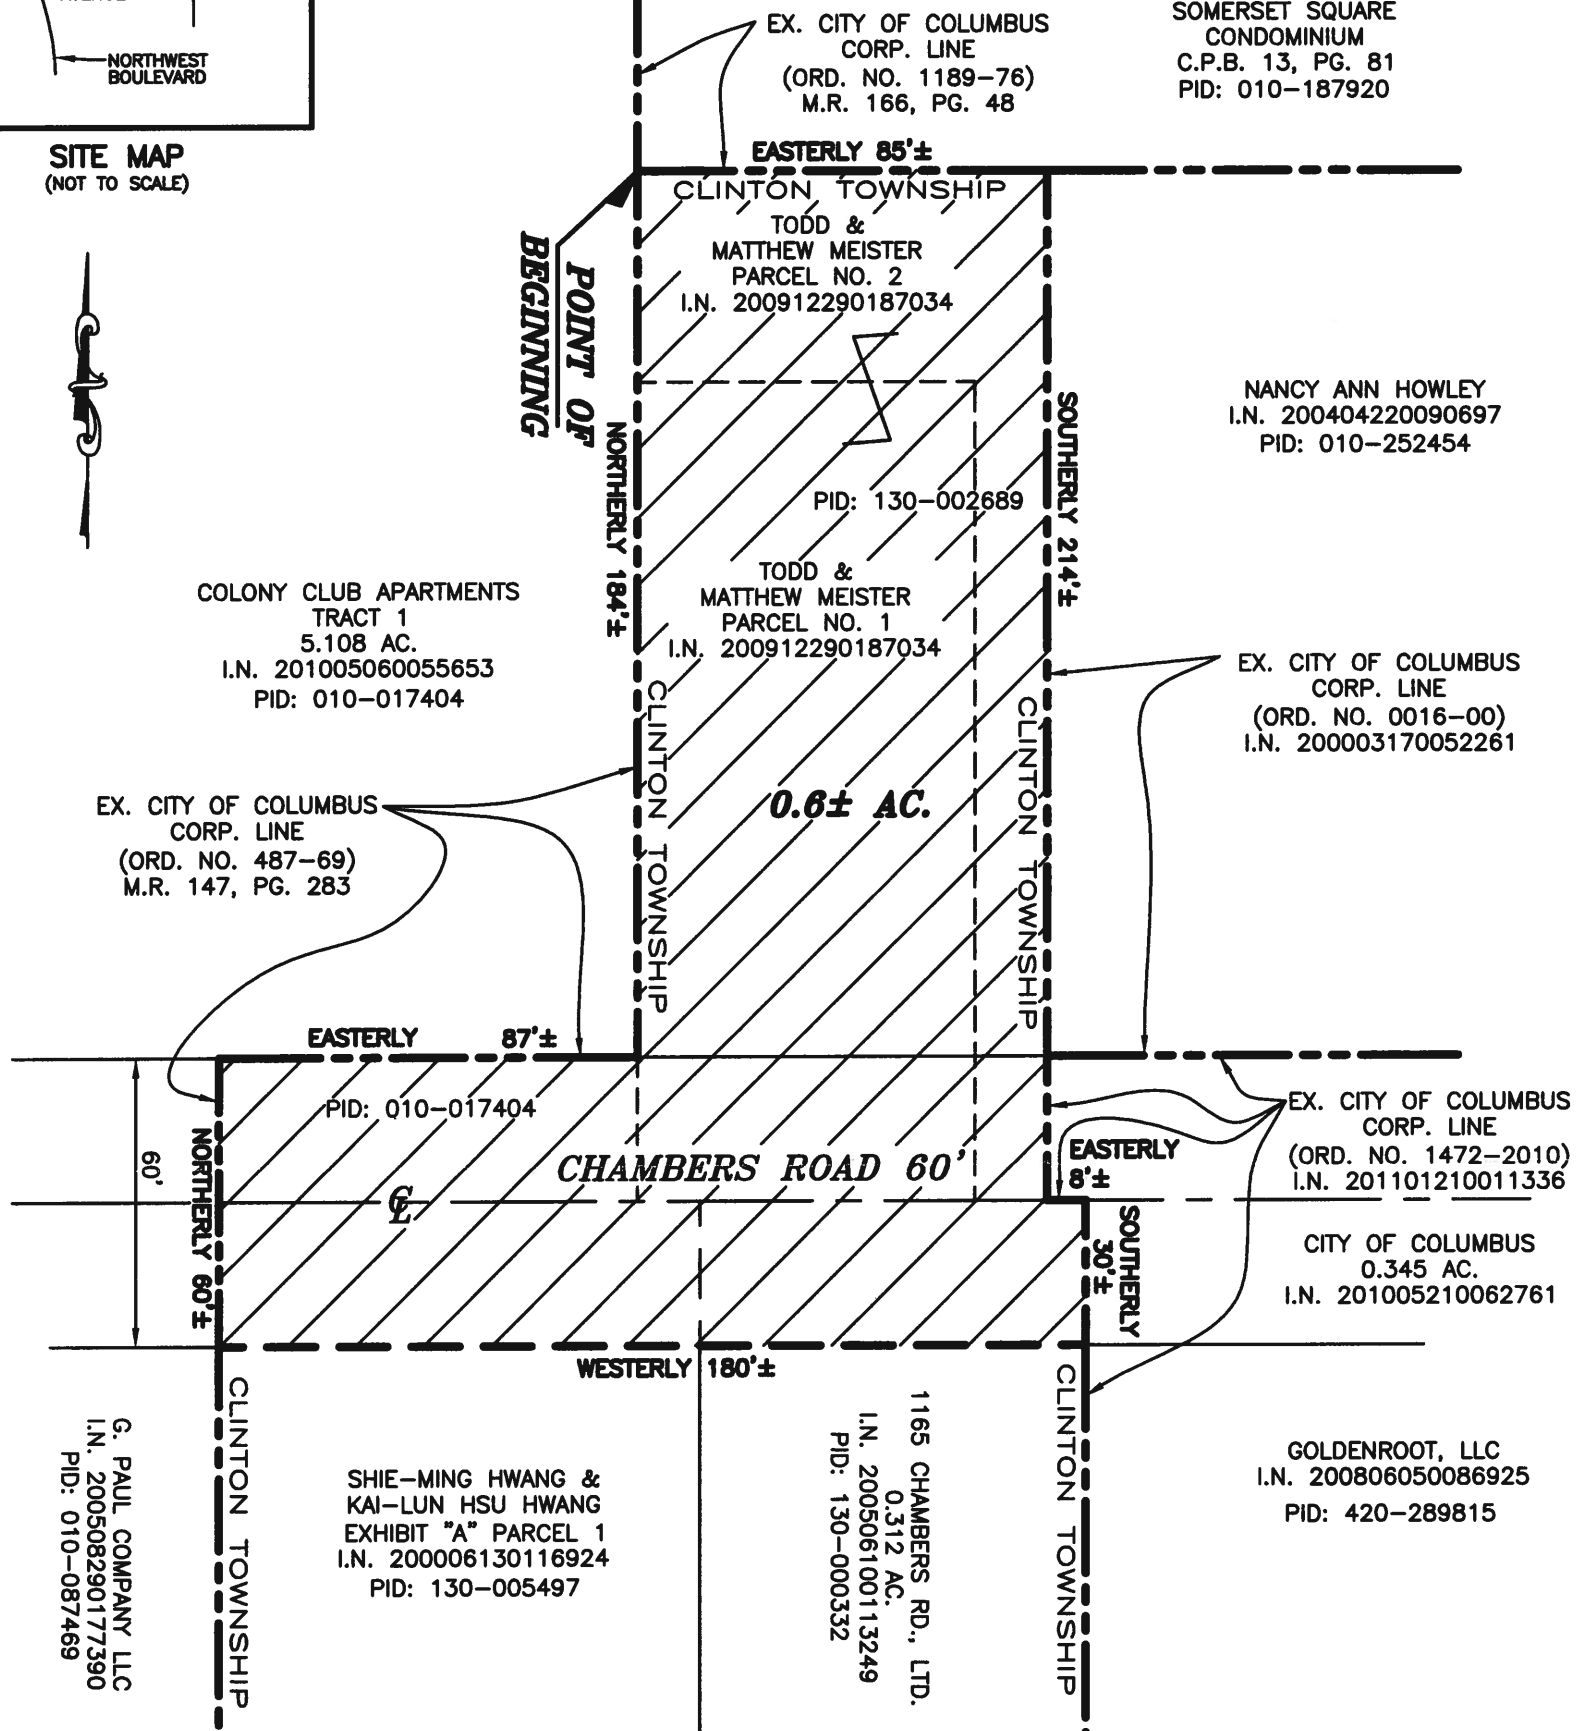 NORTHWEST
BOULEVARD
SITE MAP
(NOT TO SCALE)
EX. CITY OF COLUMBUS
CORP. LINE
(ORD. NO. 1189-76)
M.R. 166, PG. 48
SOMERSET SQUARE
CONDOMINIUM
C.P.B. 13, PG. 81
PID: 010-187920
EASTERLY 85'±
CLINTON TOWNSHIP
TODD &
MATTHEW MEISTER
PARCEL NO. 2
I.N. 200912290187034
POINT OF
BEGINNING
NORTHERLY 184'±
SOUTHERLY 214'±
NANCY ANN HOWLEY
I.N. 200404220090697
PID: 010-252454
PID: 130-002689
TODD &
MATTHEW MEISTER
PARCEL NO. 1
I.N. 200912290187034
COLONY CLUB APARTMENTS
TRACT 1
5.108 AC.
I.N. 201005060055653
PID: 010-017404
EX. CITY OF COLUMBUS
CORP. LINE
(ORD. NO. 0016-00)
I.N. 200003170052261
CLINTON TOWNSHIP
CLINTON TOWNSHIP
0.6± AC.
EX. CITY OF COLUMBUS
CORP. LINE
(ORD. NO. 487-69)
M.R. 147, PG. 283
EASTERLY 87'±
PID: 010-017404
60'
NORTHERLY 60'±
CHAMBERS ROAD 60'
CL
EASTERLY
8'±
EX. CITY OF COLUMBUS
CORP. LINE
(ORD. NO. 1472-2010)
I.N. 201101210011336
SOUTHERLY
30'±
CITY OF COLUMBUS
0.345 AC.
I.N. 201005210062761
WESTERLY 180'±
G. PAUL COMPANY LLC
I.N. 200508290177390
PID: 010-087469
CLINTON TOWNSHIP
SHIE-MING HWANG &
KAI-LUN HSU HWANG
EXHIBIT "A" PARCEL 1
I.N. 200006130116924
PID: 130-005497
1165 CHAMBERS RD., LTD.
0.312 AC.
I.N. 200506100113249
PID: 130-000332
CLINTON TOWNSHIP
GOLDENROOT, LLC
I.N. 200806050086925
PID: 420-289815